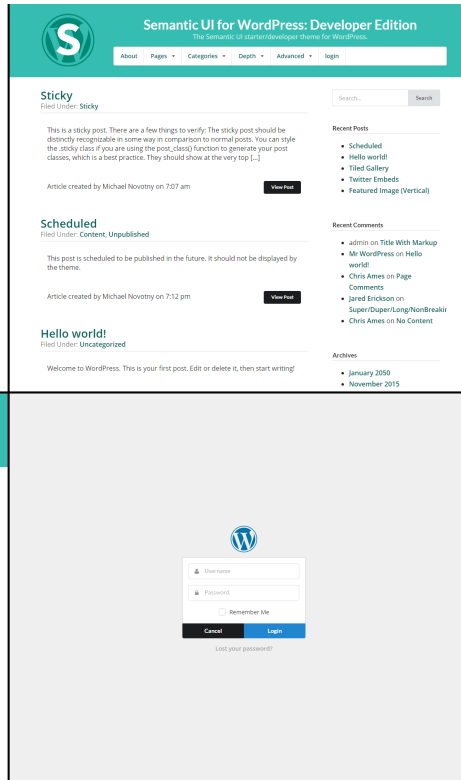 Semantic UI for WordPress: Developer Edition
The Semantic UI starter/developer theme for WordPress.
About Pages Categories Depth Advanced login
Sticky
Filed Under: Sticky
This is a sticky post. There are a few things to verify: The sticky post should be
distinctly recognizable in some way in comparison to normal posts. You can style
the .sticky class if you are using the post_class() function to generate your post
classes, which is a best practice. They should show at the very top [...]
Article created by Michael Novotny on 7:07 am
View Post
Scheduled
Filed Under: Content, Unpublished
This post is scheduled to be published in the future. It should not be displayed by
the theme.
Article created by Michael Novotny on 7:12 pm
View Post
Hello world!
Filed Under: Uncategorized
Welcome to WordPress. This is your first post. Edit or delete it, then start writing!
Search...
Search
Recent Posts
Scheduled
Hello world!
Tiled Gallery
Twitter Embeds
Featured Image (Vertical)
Recent Comments
admin on Title With Markup
Mr WordPress on Hello
world!
Chris Ames on Page
Comments
Jared Erickson on
Super/Duper/Long/NonBreakin
Chris Ames on No Content
Archives
January 2050
November 2015
Username
Password
Remember Me
Cancel
Login
Lost your password?